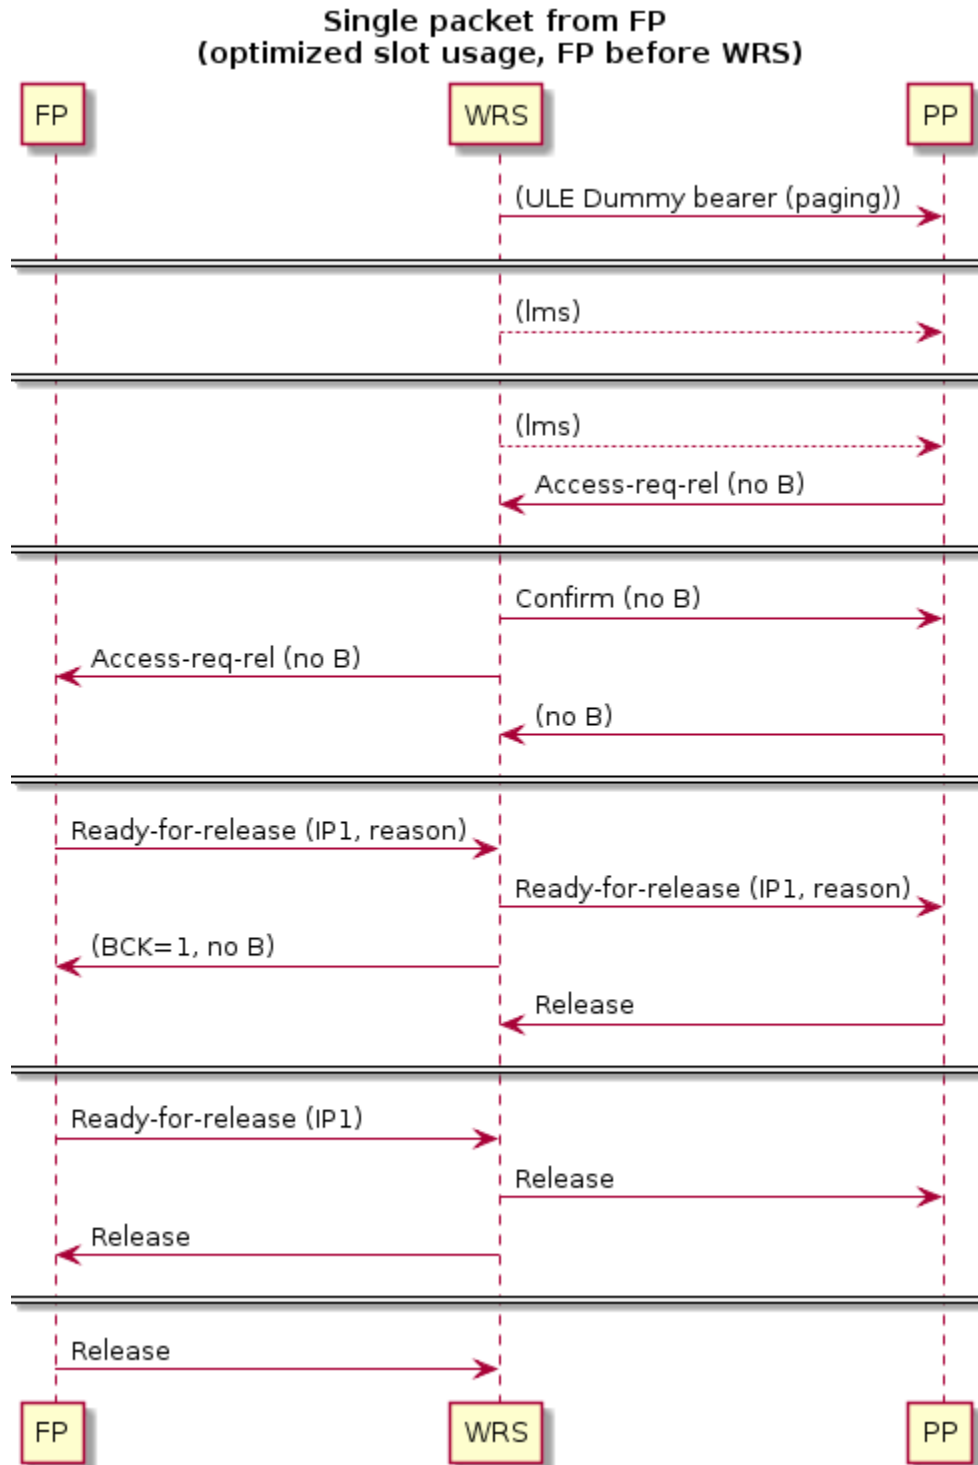 Single packet from FP
(optimized slot usage, FP before WRS)
FP WRS PP
(ULE Dummy bearer (paging))
(lms)
(lms)
Access-req-rel (no B)
Confirm (no B)
Access-req-rel (no B)
(no B)
Ready-for-release (IP1, reason)
Ready-for-release (IP1, reason)
(BCK=1, no B)
Release
Ready-for-release (IP1)
Release
Release
Release
FP WRS PP